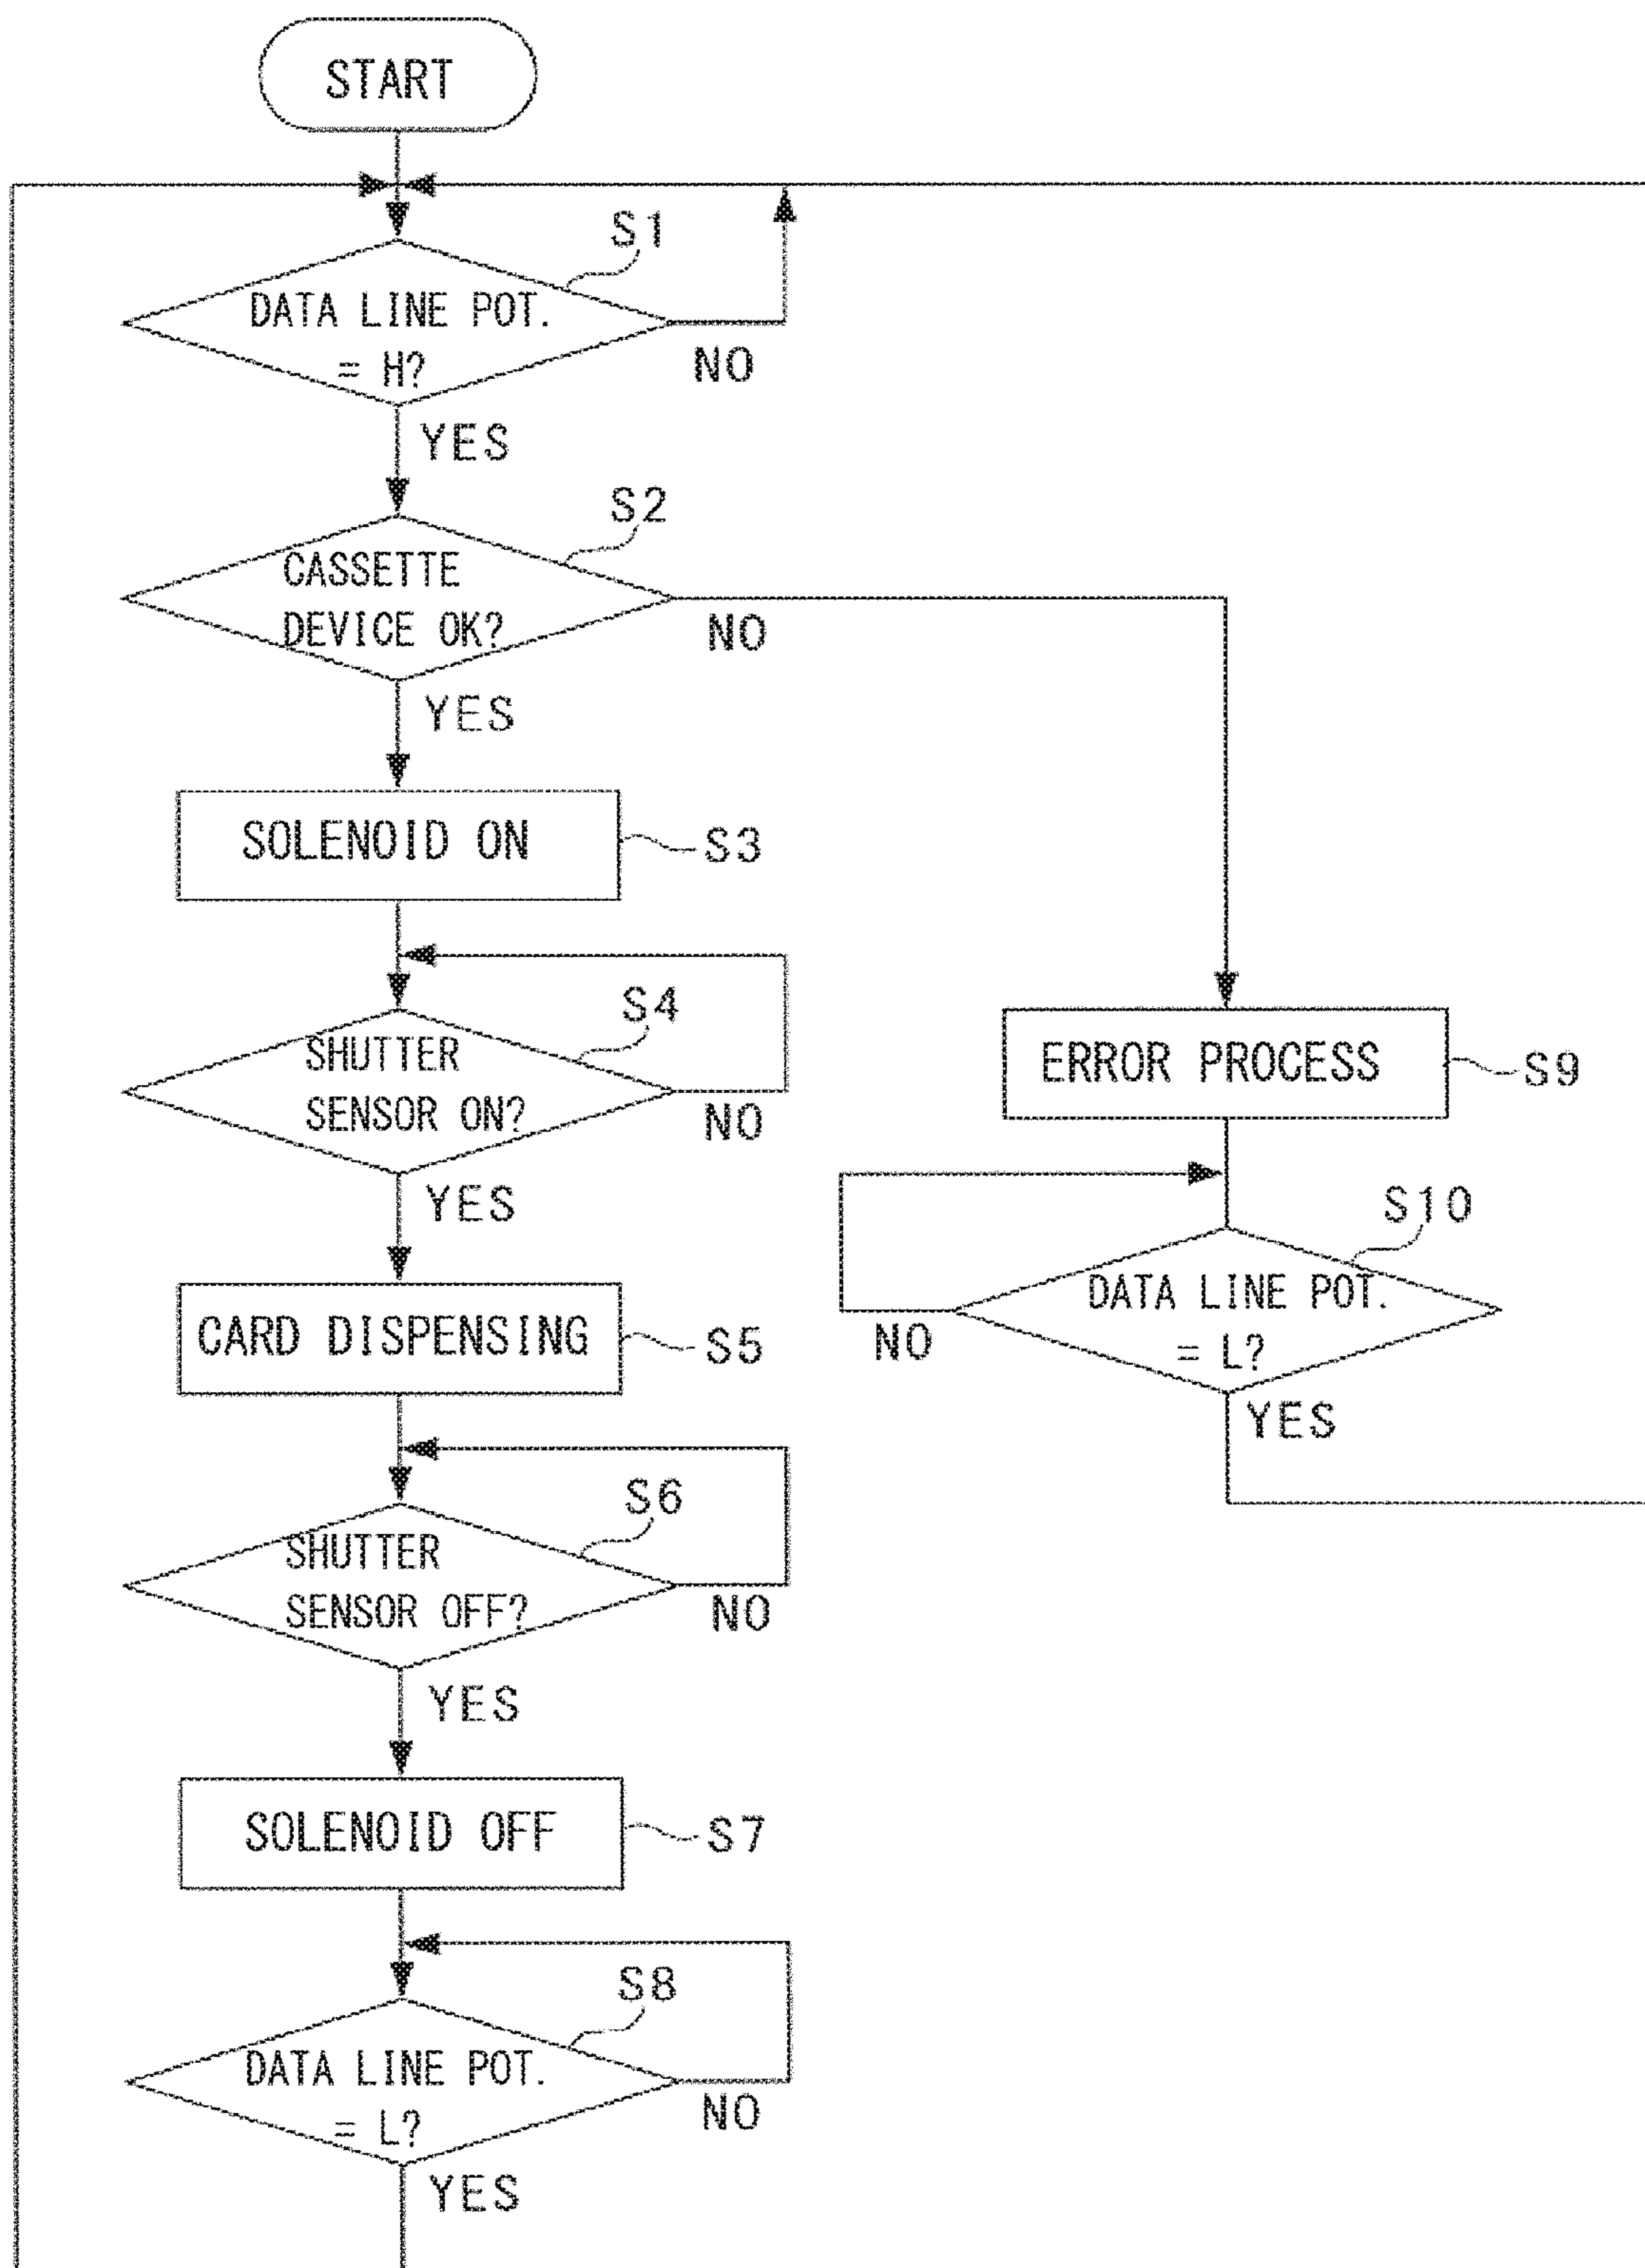 START
S1
DATA LINE POT.
= H?
NO
YES
S2
CASSETTE
DEVICE OK?
NO
YES
SOLENOID ON
S3
S4
SHUTTER
SENSOR ON?
NO
YES
ERROR PROCESS
S9
S10
DATA LINE POT.
= L?
NO
YES
CARD DISPENSING
S5
S6
SHUTTER
SENSOR OFF?
NO
YES
SOLENOID OFF
S7
S8
DATA LINE POT.
= L?
NO
YES